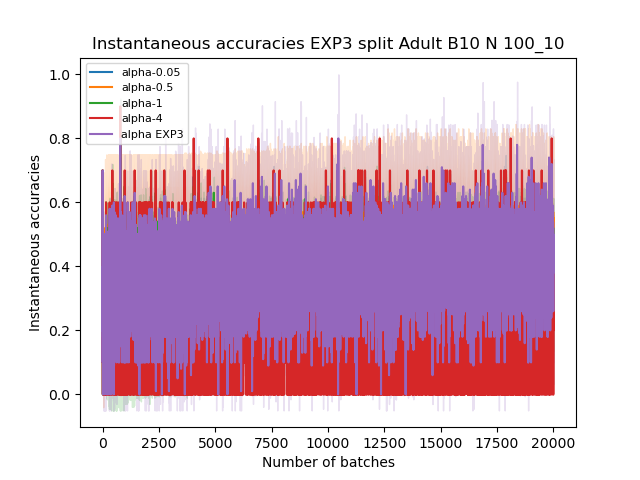 Instantaneous accuracies EXP3 split Adult B10 N 100_10
Instantaneous accuracies
1.0
0.8
0.6
0.4
0.2
0.0
alpha-0.05
alpha-0.5
alpha-1
alpha-4
alpha EXP3
0 2500 5000 7500 10000 12500 15000 17500 20000
Number of batches